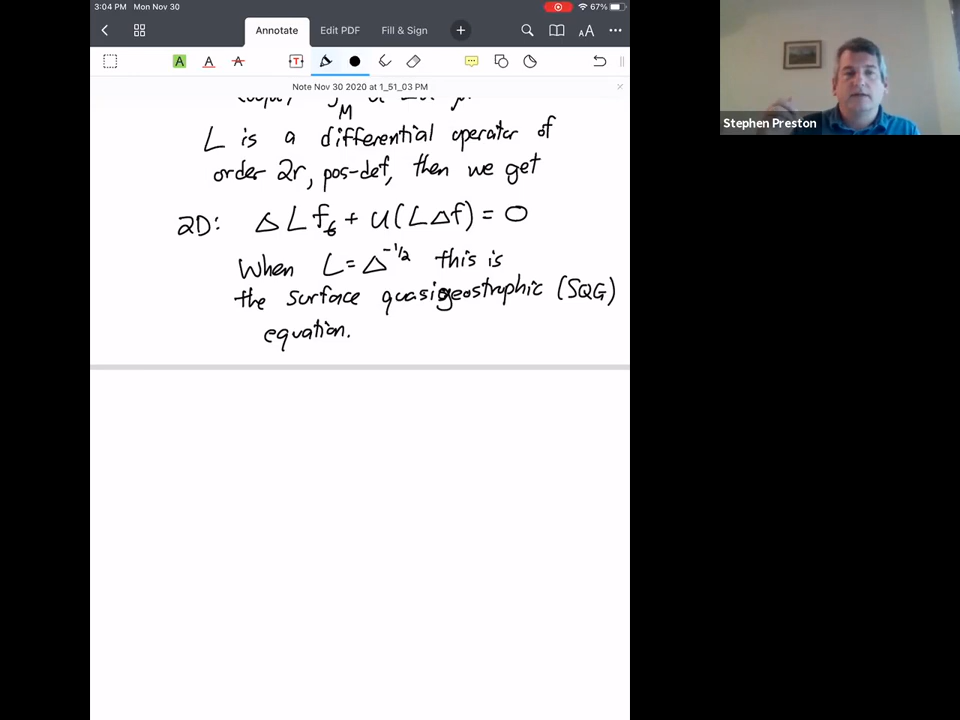 3:04 PM Mon Nov 30
67%
Annotate Edit PDF Fill & Sign
Note Nov 30 2020 at 1_51_03 PM
M
L is a differential operator of
order 2r, pos-def, then we get
2D: Δ L f_t + u(LΔf) = 0
When L = Δ^{-1/2} this is
the surface quasigeostrophic (SQG)
equation.
Stephen Preston